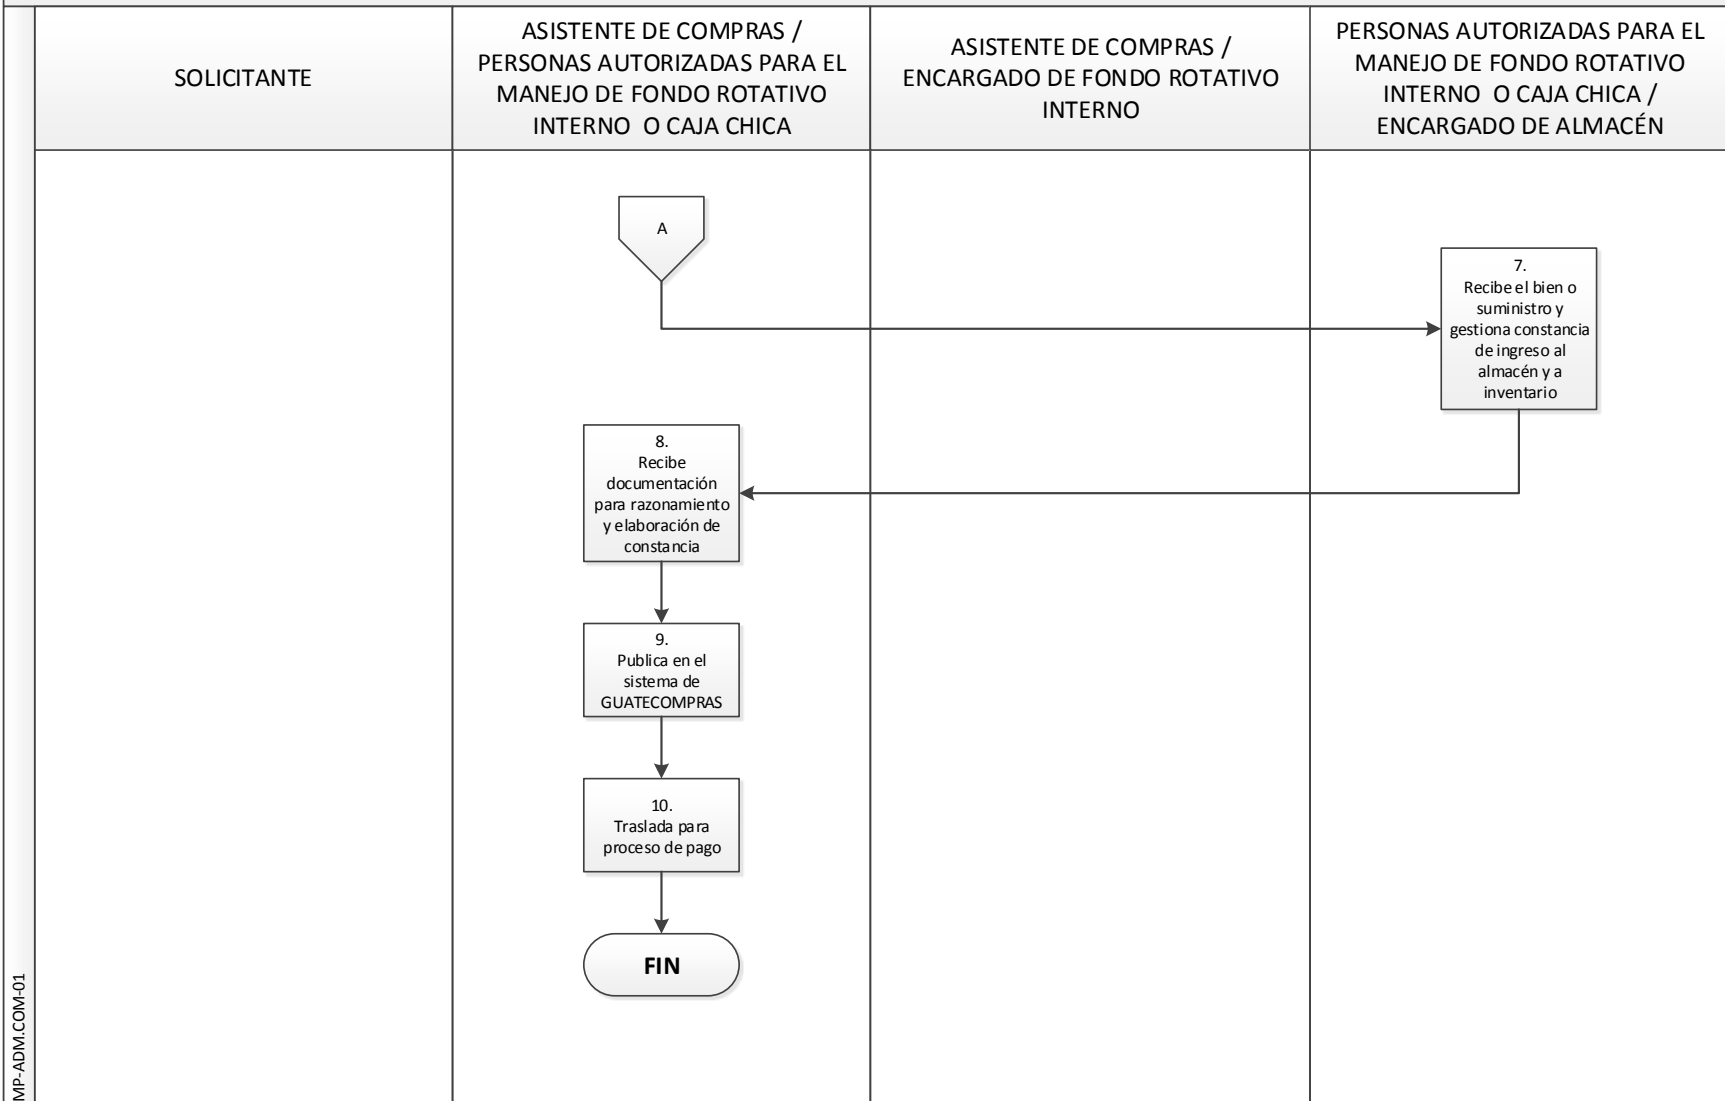 SOLICITANTE
ASISTENTE DE COMPRAS /
PERSONAS AUTORIZADAS PARA EL
MANEJO DE FONDO ROTATIVO
INTERNO O CAJA CHICA
ASISTENTE DE COMPRAS /
ENCARGADO DE FONDO ROTATIVO
INTERNO
PERSONAS AUTORIZADAS PARA EL
MANEJO DE FONDO ROTATIVO
INTERNO O CAJA CHICA /
ENCARGADO DE ALMACÉN
A
7.
Recibe el bien o
suministro y
gestiona constancia
de ingreso al
almacén y a
inventario
8.
Recibe
documentación
para razonamiento
y elaboración de
constancia
9.
Publica en el
sistema de
GUATECOMPRAS
10.
Traslada para
proceso de pago
FIN
MP-ADM.COM-01